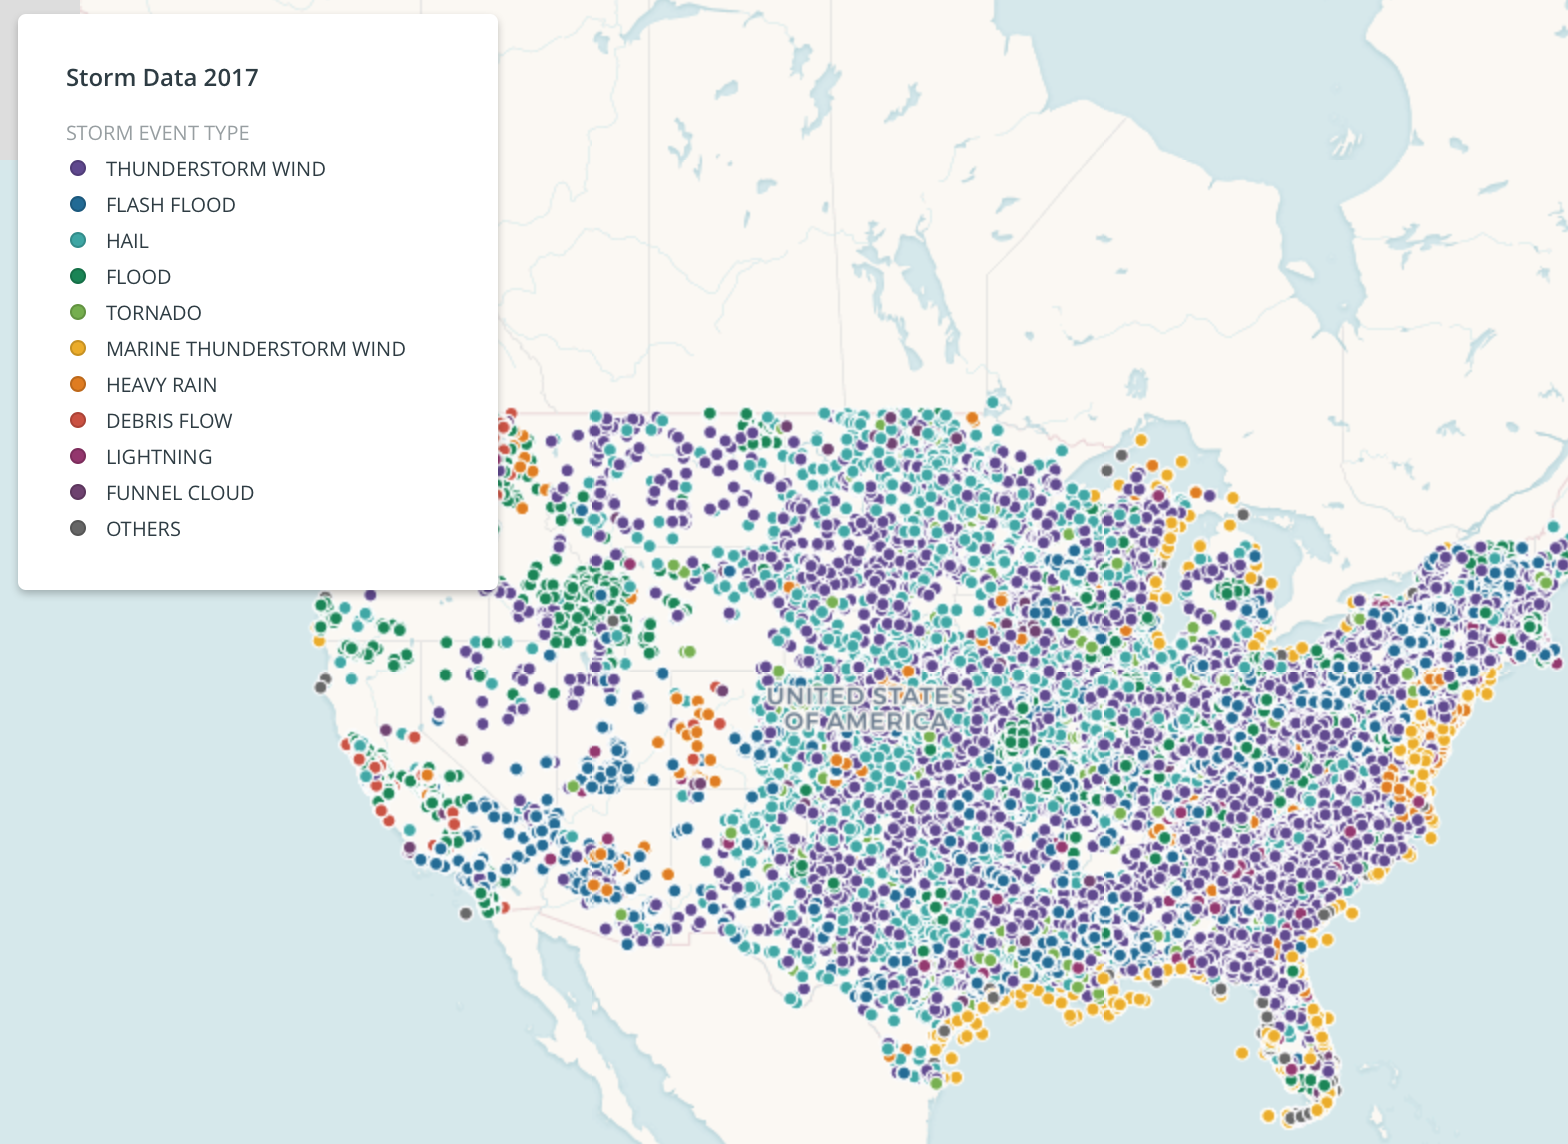 Storm Data 2017
STORM EVENT TYPE
THUNDERSTORM WIND
FLASH FLOOD
HAIL
FLOOD
TORNADO
MARINE THUNDERSTORM WIND
HEAVY RAIN
DEBRIS FLOW
LIGHTNING
FUNNEL CLOUD
OTHERS
UNITED STATES
OF AMERICA